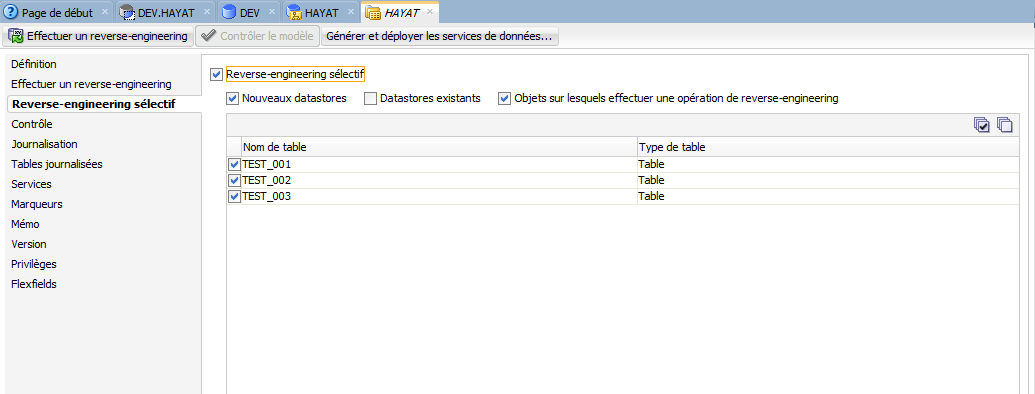 Page de début DEV.HAYAT DEV HAYAT HAYAT
Effectuer un reverse-engineering Contrôler le modèle Générer et déployer les services de données...
Définition
Effectuer un reverse-engineering
Reverse-engineering sélectif
Contrôle
Journalisation
Tables journalisées
Services
Marqueurs
Mémo
Version
Privilèges
Flexfields
Reverse-engineering sélectif
Nouveaux datastores Datastores existants Objets sur lesquels effectuer une opération de reverse-engineering
Nom de table Type de table
TEST_001 Table
TEST_002 Table
TEST_003 Table